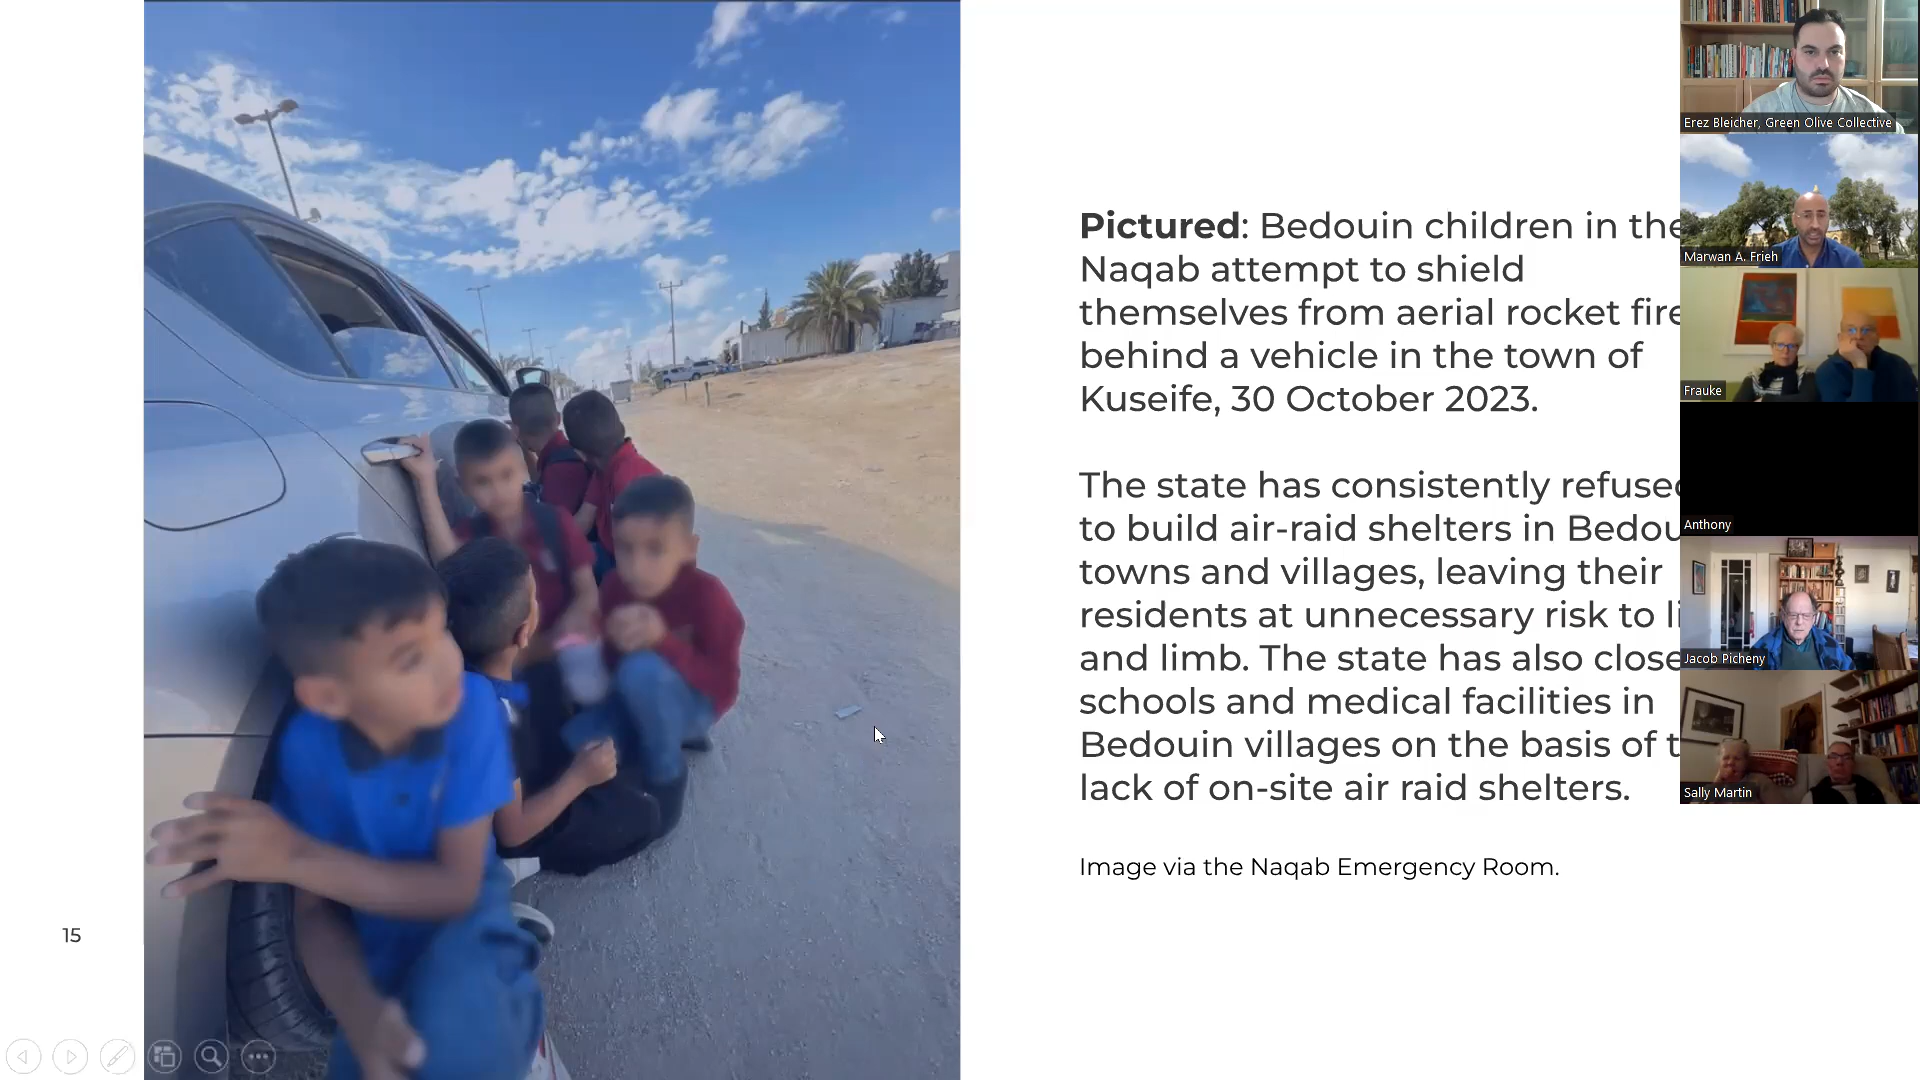 Pictured: Bedouin children in the
Naqab attempt to shield
themselves from aerial rocket fire
behind a vehicle in the town of
Kuseife, 30 October 2023.
The state has consistently refused
to build air-raid shelters in Bedou
towns and villages, leaving their
residents at unnecessary risk to li
and limb. The state has also close
schools and medical facilities in
Bedouin villages on the basis of t
lack of on-site air raid shelters.
Image via the Naqab Emergency Room.
15
Erez Bleicher, Green Olive Collective
Marwan A. Frieh
Frauke
Anthony
Jacob Picheny
Sally Martin